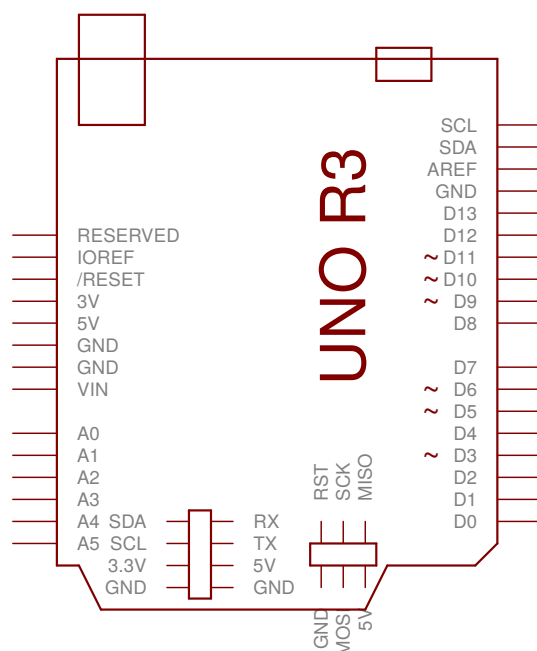 UNO R3
RESERVED
IOREF
/RESET
3V
5V
GND
GND
VIN
A0
A1
A2
A3
A4
A5
SCL
SDA
AREF
GND
D13
D12
~ D11
~ D10
~ D9
D8
D7
~ D6
~ D5
D4
~ D3
D2
D1
D0
SDA
SCL
3.3V
GND
RX
TX
5V
GND
RST
SCK
MISO
GND
MOS
5V